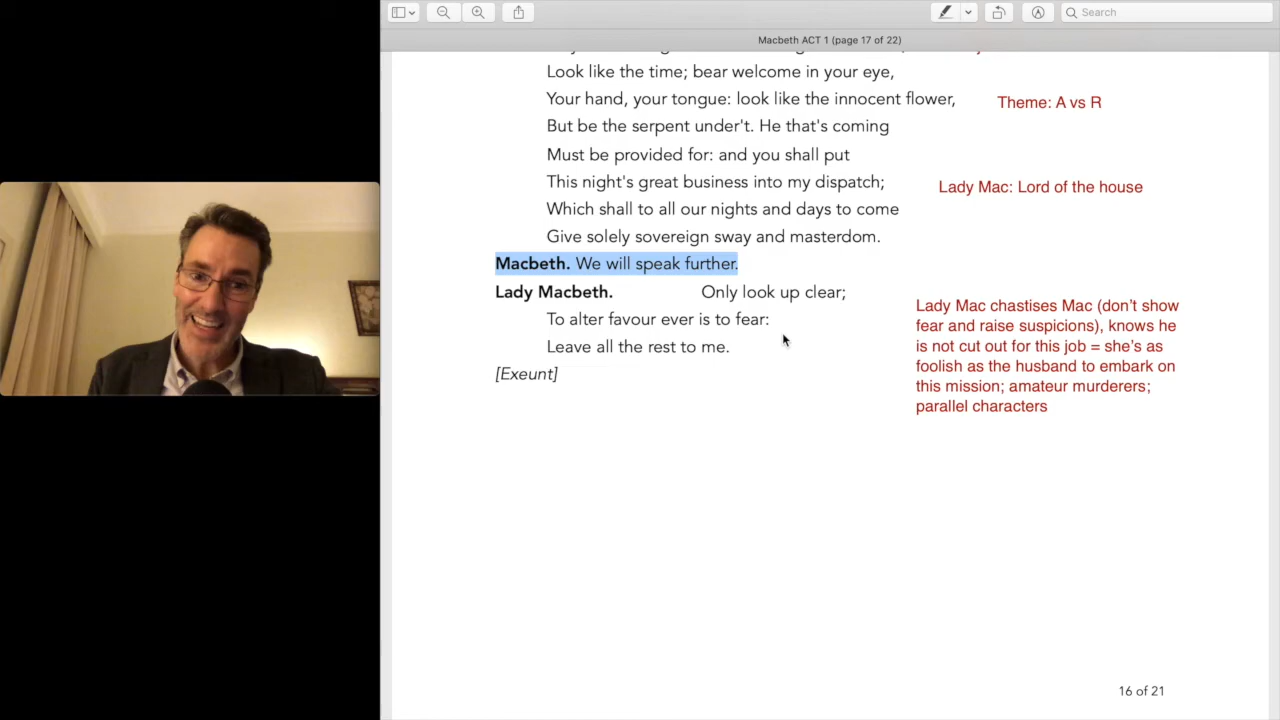 Search
Macbeth ACT 1 (page 17 of 22)
Look like the time; bear welcome in your eye,
Your hand, your tongue: look like the innocent flower,
Theme: A vs R
But be the serpent under't. He that's coming
Must be provided for: and you shall put
This night's great business into my dispatch;
Lady Mac: Lord of the house
Which shall to all our nights and days to come
Give solely sovereign sway and masterdom.
Macbeth. We will speak further.
Lady Macbeth. Only look up clear;
To alter favour ever is to fear:
Leave all the rest to me.
[Exeunt]
Lady Mac chastises Mac (don’t show
fear and raise suspicions), knows he
is not cut out for this job = she’s as
foolish as the husband to embark on
this mission; amateur murderers;
parallel characters
16 of 21